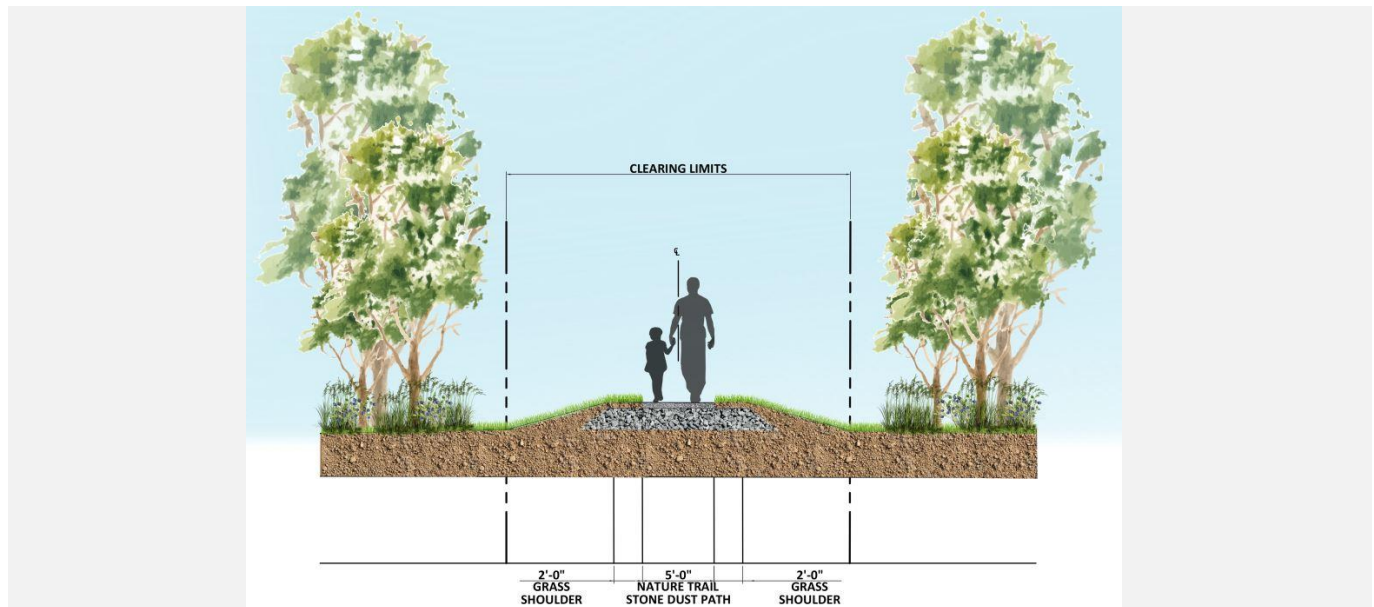 CLEARING LIMITS
℄
2'-0" 5'-0" 2'-0"
GRASS NATURE TRAIL GRASS
SHOULDER STONE DUST PATH SHOULDER